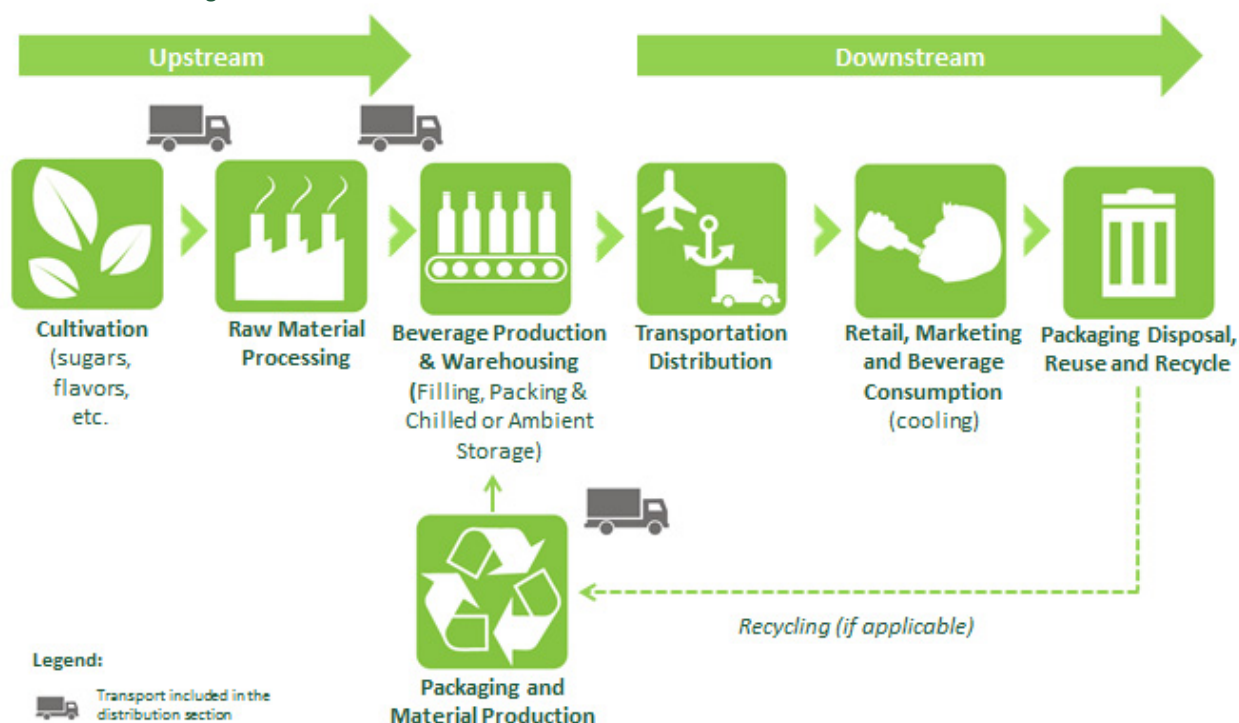 Upstream
Downstream
Cultivation
(sugars,
flavors,
etc.
Raw Material
Processing
Beverage Production
& Warehousing
(Filling, Packing &
Chilled or Ambient
Storage)
Transportation
Distribution
Retail, Marketing
and Beverage
Consumption
(cooling)
Packaging Disposal,
Reuse and Recycle
Recycling (if applicable)
Packaging and
Material Production
Legend:
Transport included in the
distribution section